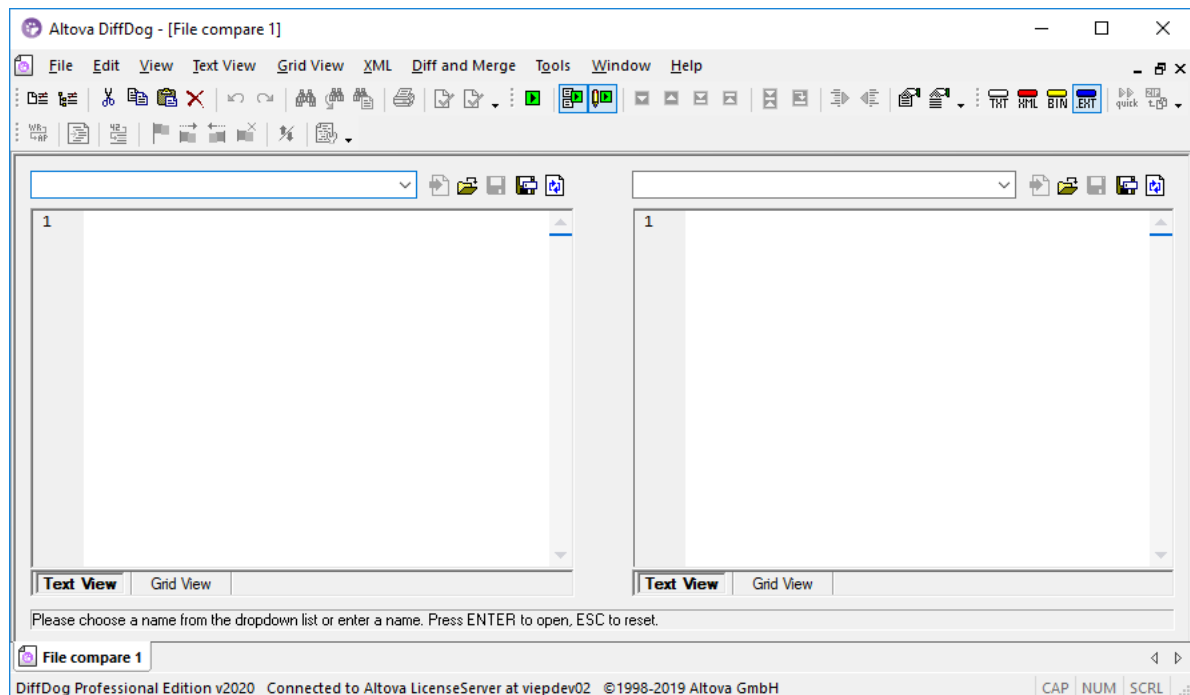 Altova DiffDog - [File compare 1]
File Edit View Text View Grid View XML Diff and Merge Tools Window Help
TXT XML BIN .EXT quick
1 1
Text View Grid View Text View Grid View
Please choose a name from the dropdown list or enter a name. Press ENTER to open, ESC to reset.
File compare 1
DiffDog Professional Edition v2020 Connected to Altova LicenseServer at viepdev02 ©1998-2019 Altova GmbH CAP NUM SCRL